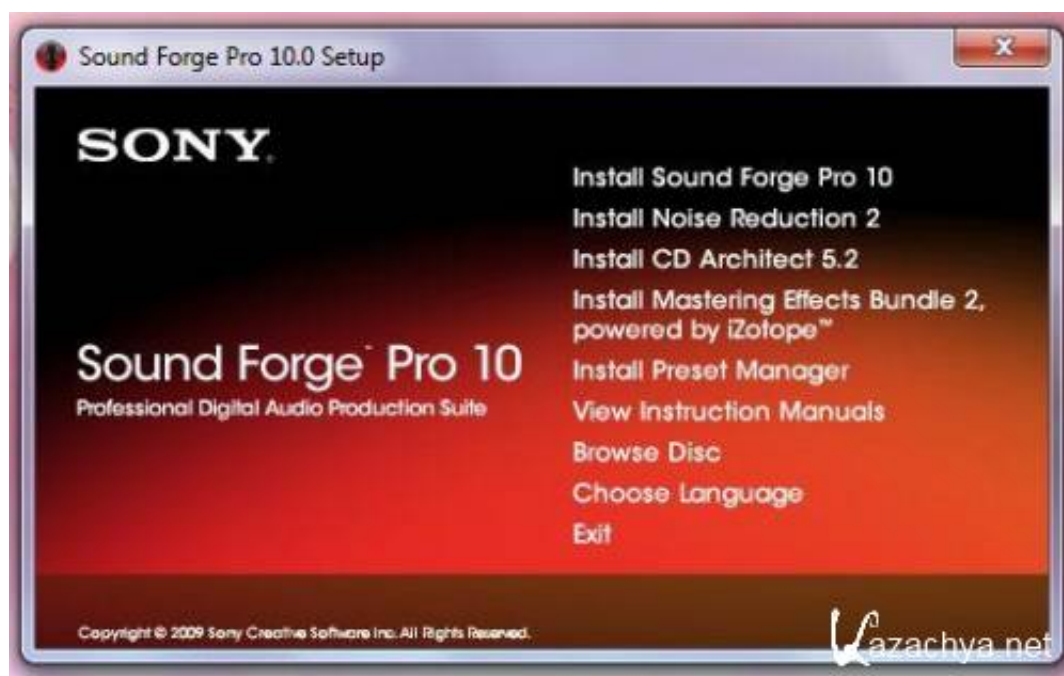 Sound Forge Pro 10.0 Setup
SONY
Sound Forge™ Pro 10
Professional Digital Audio Production Suite
Install Sound Forge Pro 10
Install Noise Reduction 2
Install CD Architect 5.2
Install Mastering Effects Bundle 2,
powered by iZotope™
Install Preset Manager
View Instruction Manuals
Browse Disc
Choose Language
Exit
Copyright © 2009 Sony Creative Software Inc. All Rights Reserved.
Kazachya.net